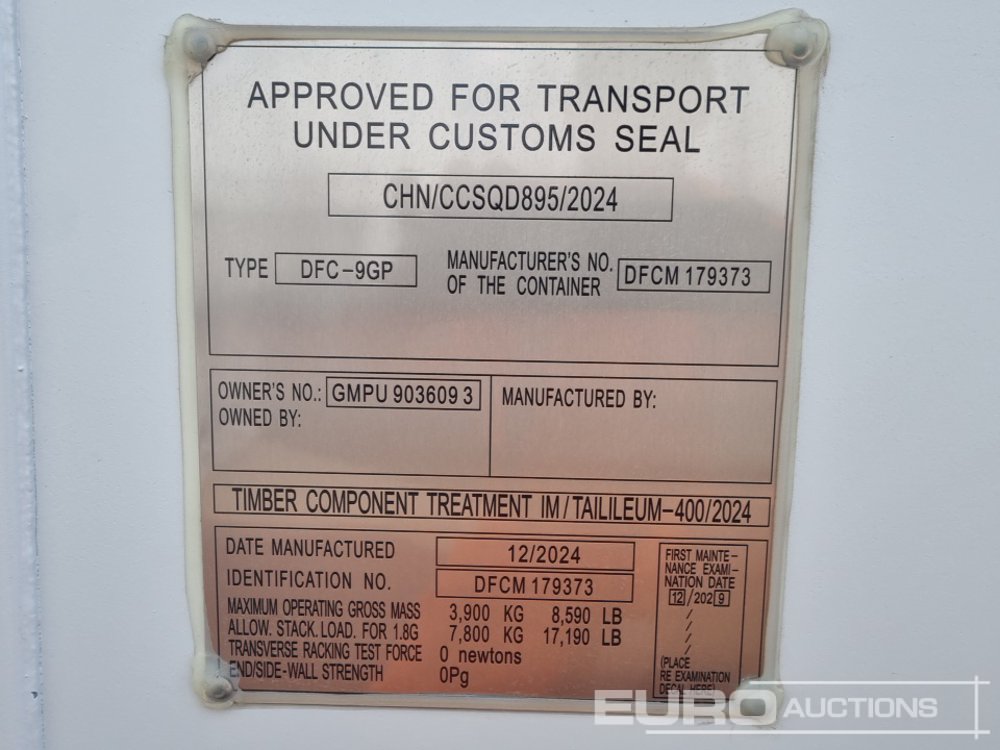 APPROVED FOR TRANSPORT
UNDER CUSTOMS SEAL
CHN/CCSQD895/2024
TYPE DFC-9GP
MANUFACTURER'S NO.
OF THE CONTAINER DFCM 179373
OWNER'S NO.: GMPU 903609 3
OWNED BY:
MANUFACTURED BY:
TIMBER COMPONENT TREATMENT IM/TAILILEUM-400/2024
DATE MANUFACTURED 12/2024
IDENTIFICATION NO. DFCM 179373
MAXIMUM OPERATING GROSS MASS 3,900 KG 8,590 LB
ALLOW. STACK. LOAD. FOR 1.8G 7,800 KG 17,190 LB
TRANSVERSE RACKING TEST FORCE 0 newtons
END/SIDE-WALL STRENGTH 0Pg
FIRST MAINTE-
NANCE EXAMI-
NATION DATE
12/2029
/
/
/
/
(PLACE
RE EXAMINATION
DECAL HERE)
EURO AUCTIONS